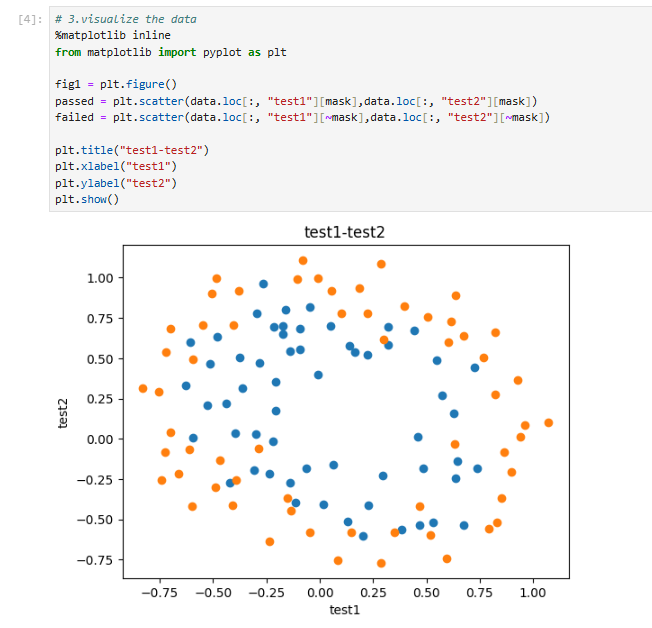 [4]:
# 3.visualize the data
%matplotlib inline
from matplotlib import pyplot as plt
fig1 = plt.figure()
passed = plt.scatter(data.loc[:, "test1"][mask],data.loc[:, "test2"][mask])
failed = plt.scatter(data.loc[:, "test1"][~mask],data.loc[:, "test2"][~mask])
plt.title("test1-test2")
plt.xlabel("test1")
plt.ylabel("test2")
plt.show()
test1-test2
1.00
0.75
0.50
0.25
0.00
−0.25
−0.50
−0.75
test2
−0.75 −0.50 −0.25 0.00 0.25 0.50 0.75 1.00
test1